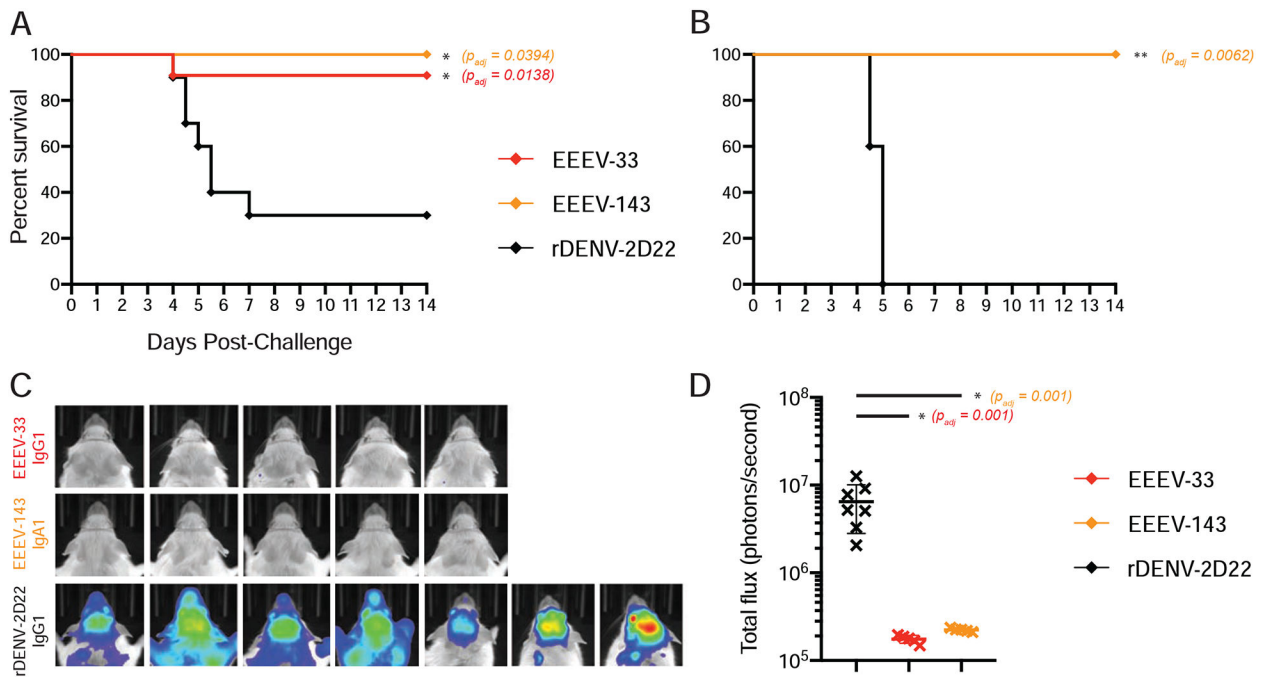 A
100
80
60
40
20
0
Percent survival
0 1 2 3 4 5 6 7 8 9 10 11 12 13 14
Days Post-Challenge
* (padj = 0.0394)
* (padj = 0.0138)
EEEV-33
EEEV-143
rDENV-2D22
B
100
80
60
40
20
0
0 1 2 3 4 5 6 7 8 9 10 11 12 13 14
** (padj = 0.0062)
C
EEEV-33
IgG1
EEEV-143
IgA1
rDENV-2D22
IgG1
D
Total flux (photons/second)
10^8
10^7
10^6
10^5
* (padj = 0.001)
* (padj = 0.001)
EEEV-33
EEEV-143
rDENV-2D22